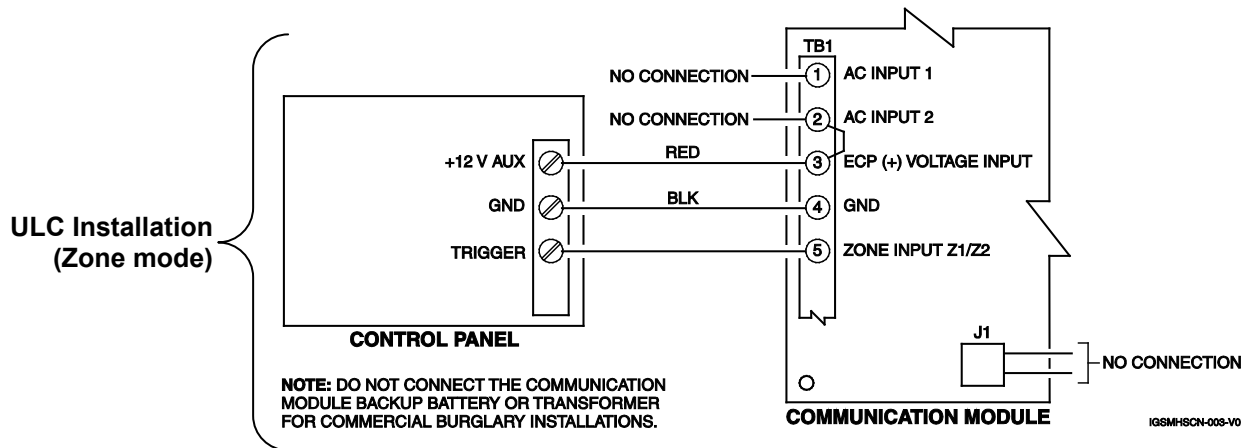 ULC Installation
(Zone mode)
+12 V AUX
GND
TRIGGER
CONTROL PANEL
NOTE: DO NOT CONNECT THE COMMUNICATION
MODULE BACKUP BATTERY OR TRANSFORMER
FOR COMMERCIAL BURGLARY INSTALLATIONS.
RED
BLK
TB1
NO CONNECTION 1 AC INPUT 1
NO CONNECTION 2 AC INPUT 2
3 ECP (+) VOLTAGE INPUT
4 GND
5 ZONE INPUT Z1/Z2
J1
NO CONNECTION
COMMUNICATION MODULE
IGSMHSCN-003-V0